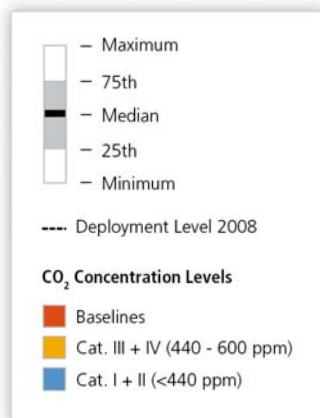 Maximum
75th
Median
25th
Minimum
Deployment Level 2008
CO₂ Concentration Levels
Baselines
Cat. III + IV (440 - 600 ppm)
Cat. I + II (<440 ppm)